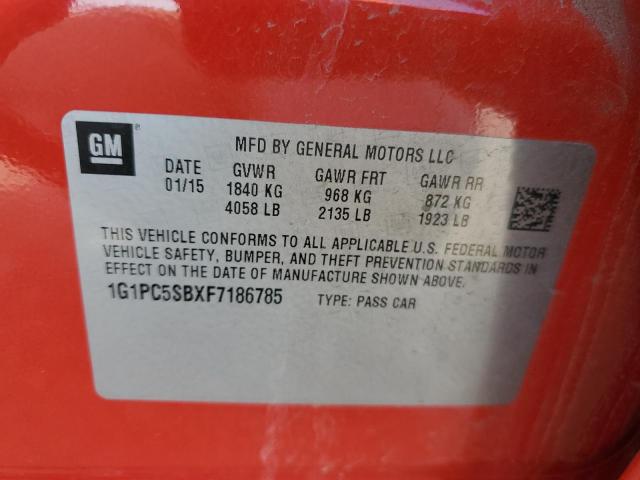 GM
MFD BY GENERAL MOTORS LLC
DATE GVWR GAWR FRT GAWR RR
01/15 1840 KG 968 KG 872 KG
4058 LB 2135 LB 1923 LB
THIS VEHICLE CONFORMS TO ALL APPLICABLE U.S. FEDERAL MOTOR
VEHICLE SAFETY, BUMPER, AND THEFT PREVENTION STANDARDS IN
EFFECT ON THE DATE OF MANUFACTURE SHOWN ABOVE.
1G1PC5SBXF7186785 TYPE: PASS CAR